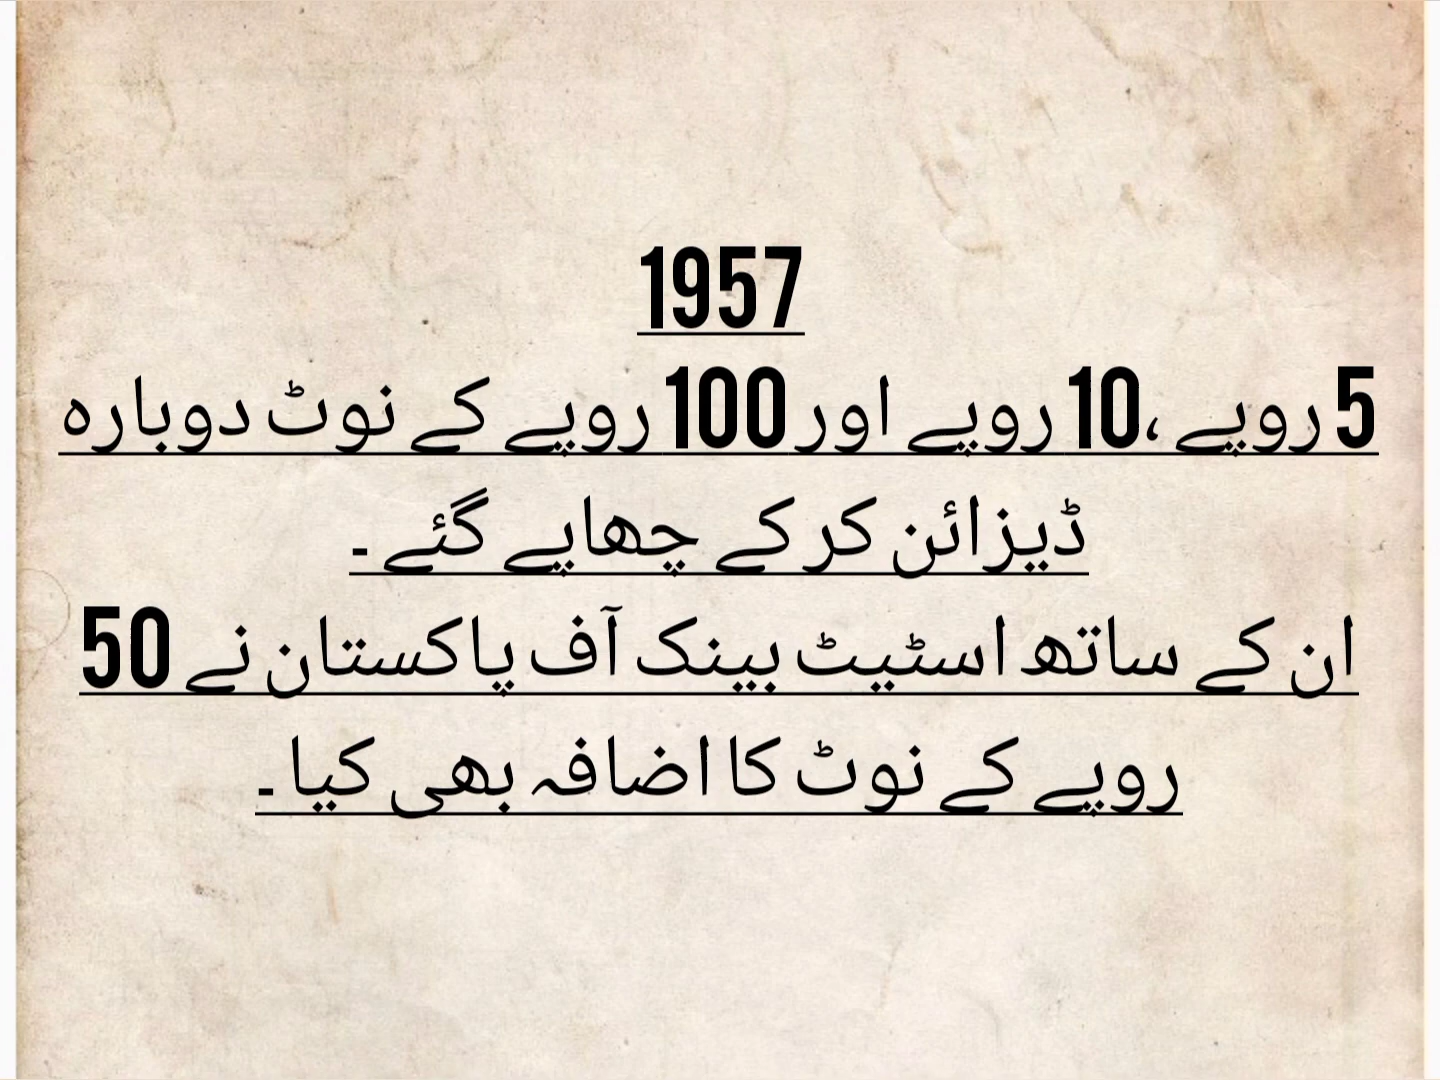 1957
5 روپے ،10 روپے اور 100 روپے کے نوٹ دوبارہ
ڈیزائن کر کے چھاپے گئے ۔
ان کے ساتھ اسٹیٹ بینک آف پاکستان نے 50
روپے کے نوٹ کا اضافہ بھی کیا ۔